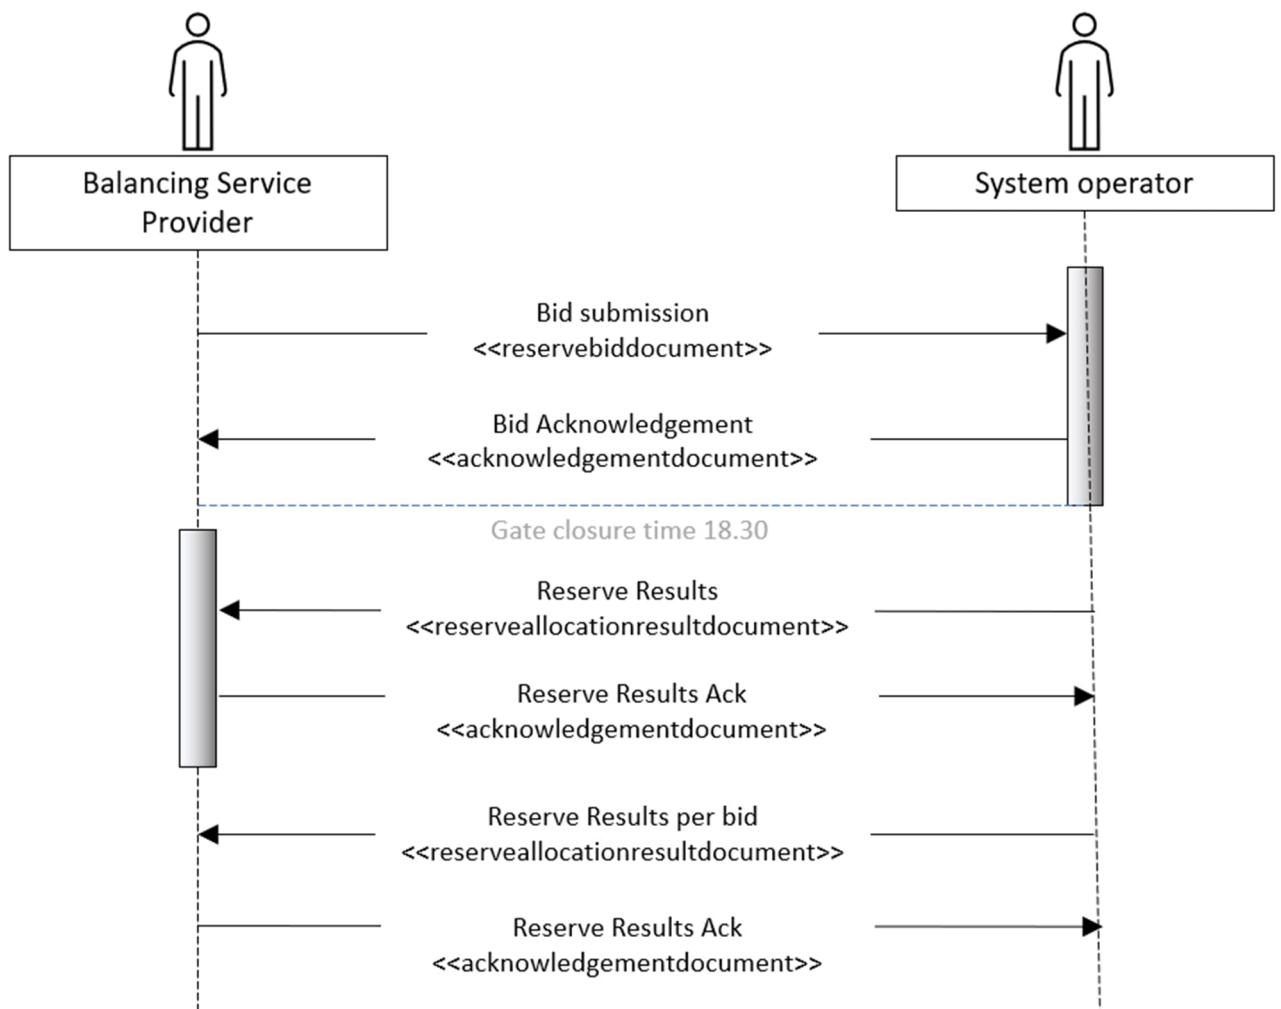 Balancing Service
Provider
System operator
Bid submission
<<reservebiddocument>>
Bid Acknowledgement
<<acknowledgementdocument>>
Gate closure time 18.30
Reserve Results
<<reserveallocationresultdocument>>
Reserve Results Ack
<<acknowledgementdocument>>
Reserve Results per bid
<<reserveallocationresultdocument>>
Reserve Results Ack
<<acknowledgementdocument>>